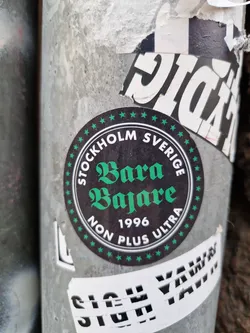 STOCKHOLM SVERIGE
Bara
Bajare
1996
NON PLUS ULTRA
SIGH YAWN